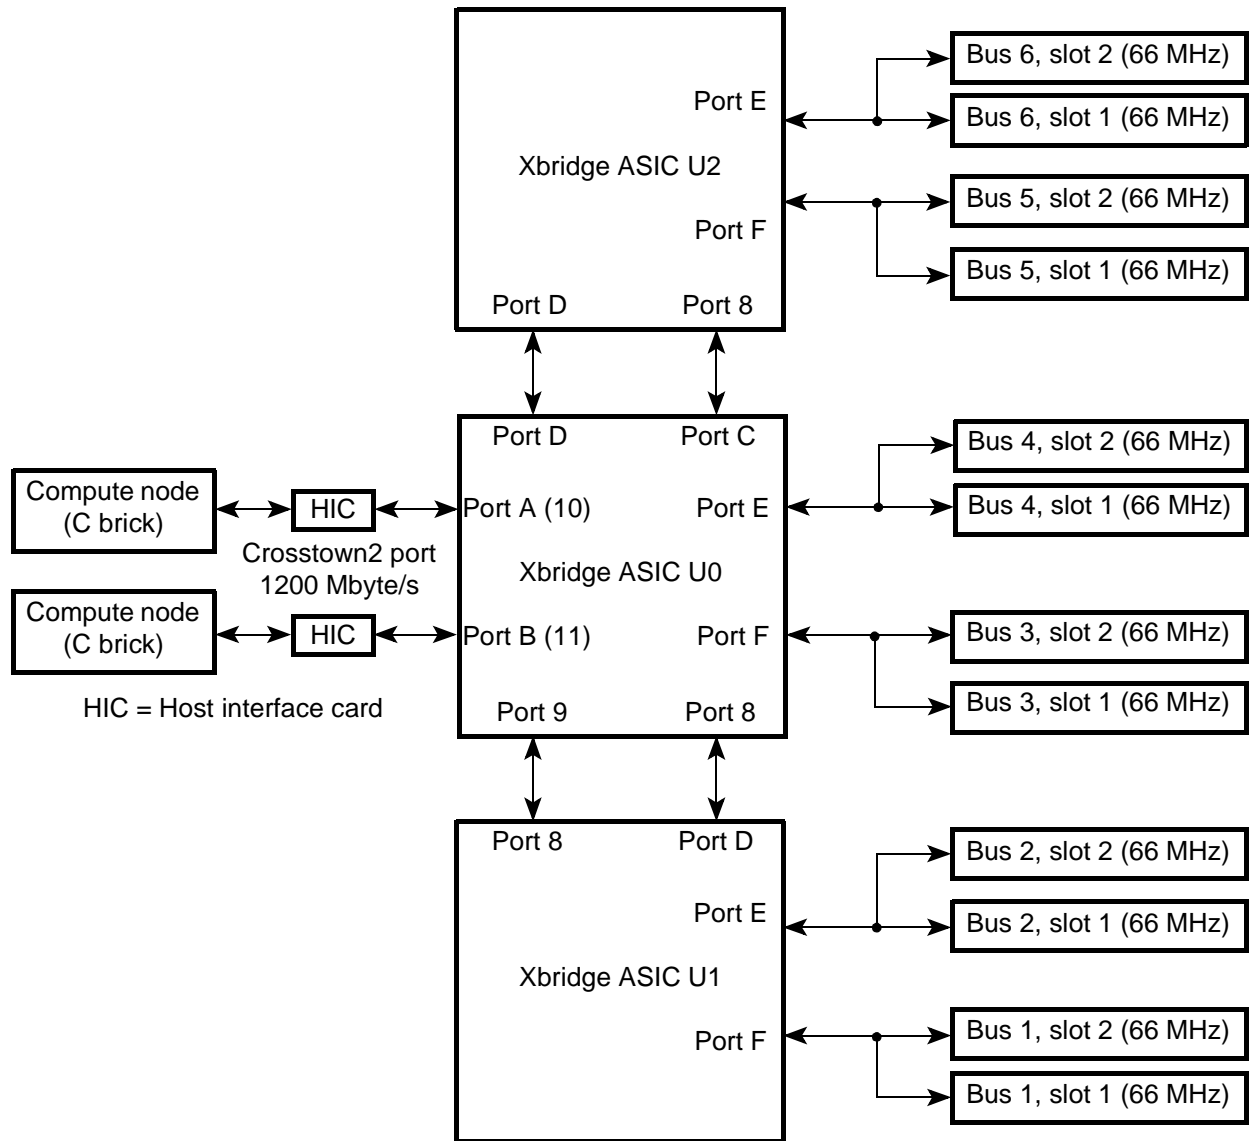 Bus 6, slot 2 (66 MHz)
Port E
Bus 6, slot 1 (66 MHz)
Xbridge ASIC U2
Bus 5, slot 2 (66 MHz)
Port F
Bus 5, slot 1 (66 MHz)
Port D
Port 8
Port D
Port C
Bus 4, slot 2 (66 MHz)
Compute node
(C brick)
HIC
Port A (10)
Port E
Bus 4, slot 1 (66 MHz)
Crosstown2 port
1200 Mbyte/s
Xbridge ASIC U0
Compute node
(C brick)
HIC
Port B (11)
Port F
Bus 3, slot 2 (66 MHz)
HIC = Host interface card
Port 9
Port 8
Bus 3, slot 1 (66 MHz)
Port 8
Port D
Bus 2, slot 2 (66 MHz)
Port E
Bus 2, slot 1 (66 MHz)
Xbridge ASIC U1
Bus 1, slot 2 (66 MHz)
Port F
Bus 1, slot 1 (66 MHz)